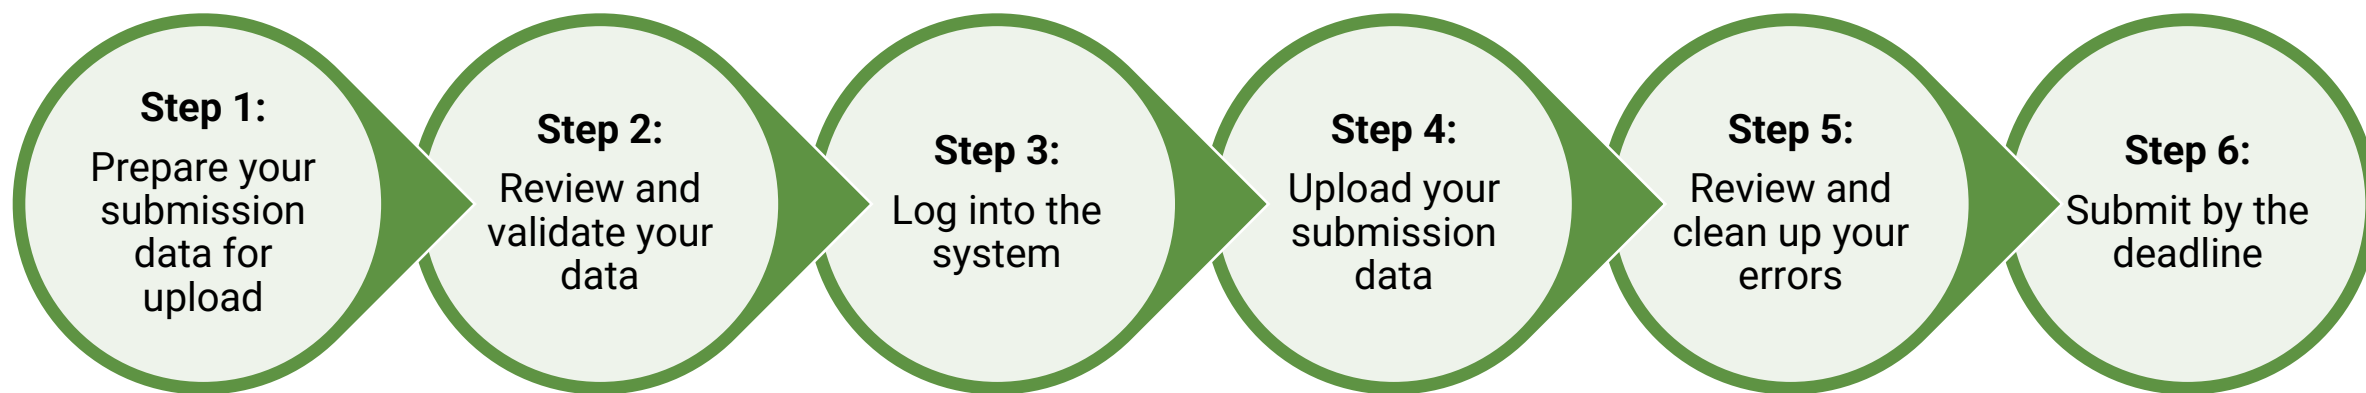 Step 1:
Prepare your
submission
data for
upload
Step 2:
Review and
validate your
data
Step 3:
Log into the
system
Step 4:
Upload your
submission
data
Step 5:
Review and
clean up your
errors
Step 6:
Submit by the
deadline